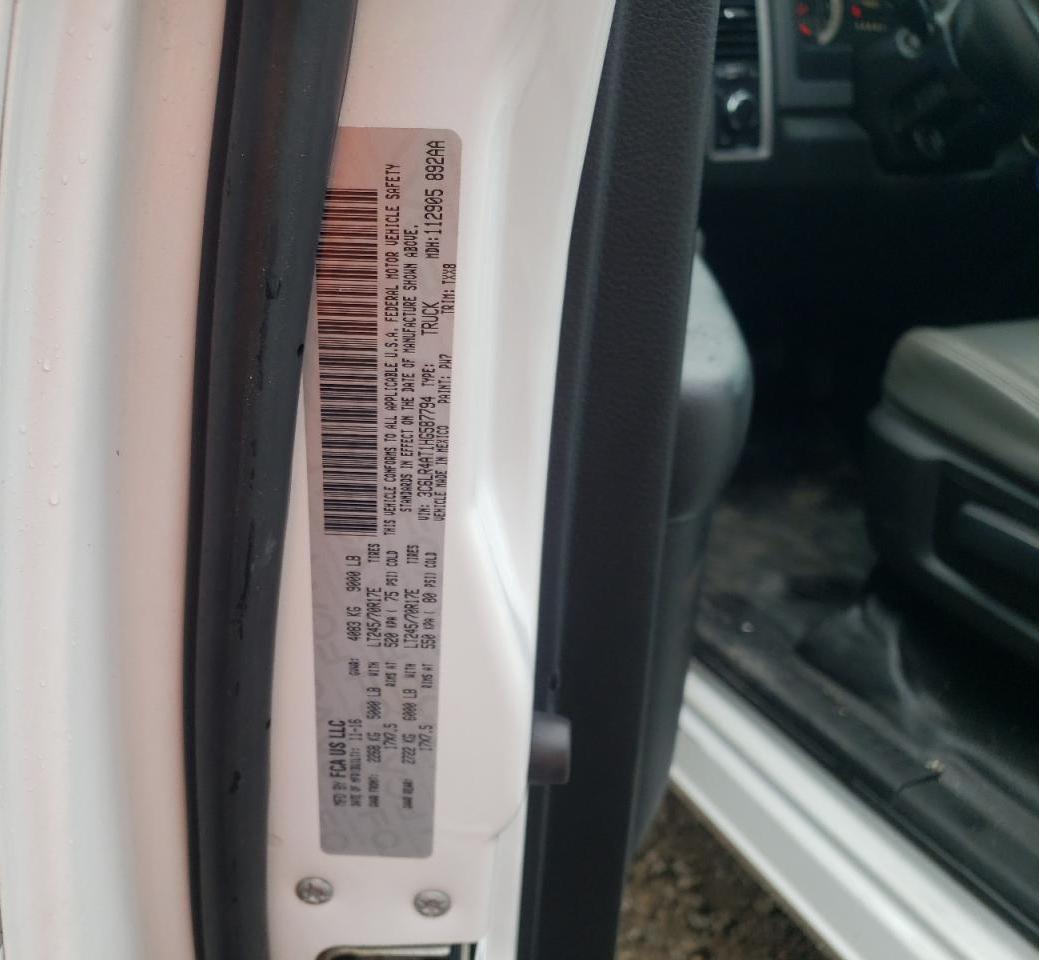 MFD BY FCA US LLC
DATE OF MFD/BUILT: 11-16 GVWR: 4083 KG 9000 LB
GAWR FRONT: 2268 KG 5000 LB WITH LT245/70R17E TIRES
17X7.5 RIMS AT 520 KPA ( 75 PSI) COLD
GAWR REAR: 2722 KG 6000 LB WITH LT245/70R17E TIRES
17X7.5 RIMS AT 550 KPA ( 80 PSI) COLD
THIS VEHICLE CONFORMS TO ALL APPLICABLE U.S.A. FEDERAL MOTOR VEHICLE SAFETY
STANDARDS IN EFFECT ON THE DATE OF MANUFACTURE SHOWN ABOVE.
VIN: 3C6LR4AT1HG587794 TYPE: TRUCK MDH: 112905 892AA
VEHICLE MADE IN MEXICO PAINT: PW7 TRIM: TXX8